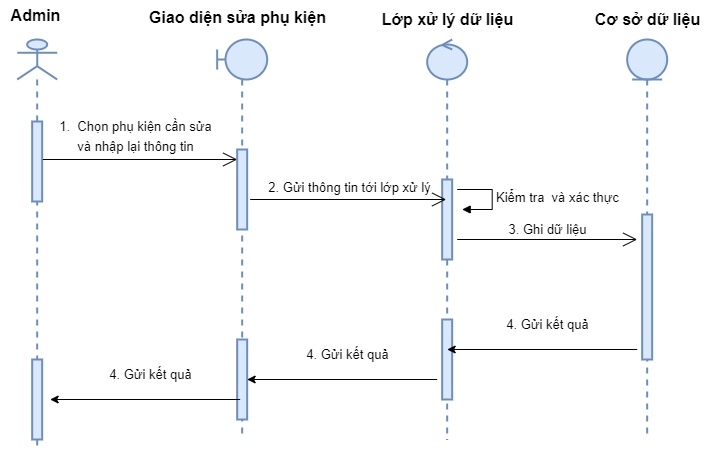 Admin
Giao diện sửa phụ kiện
Lớp xử lý dữ liệu
Cơ sở dữ liệu
1. Chọn phụ kiện cần sửa
và nhập lại thông tin
2. Gửi thông tin tới lớp xử lý
Kiểm tra và xác thực
3. Ghi dữ liệu
4. Gửi kết quả
4. Gửi kết quả
4. Gửi kết quả